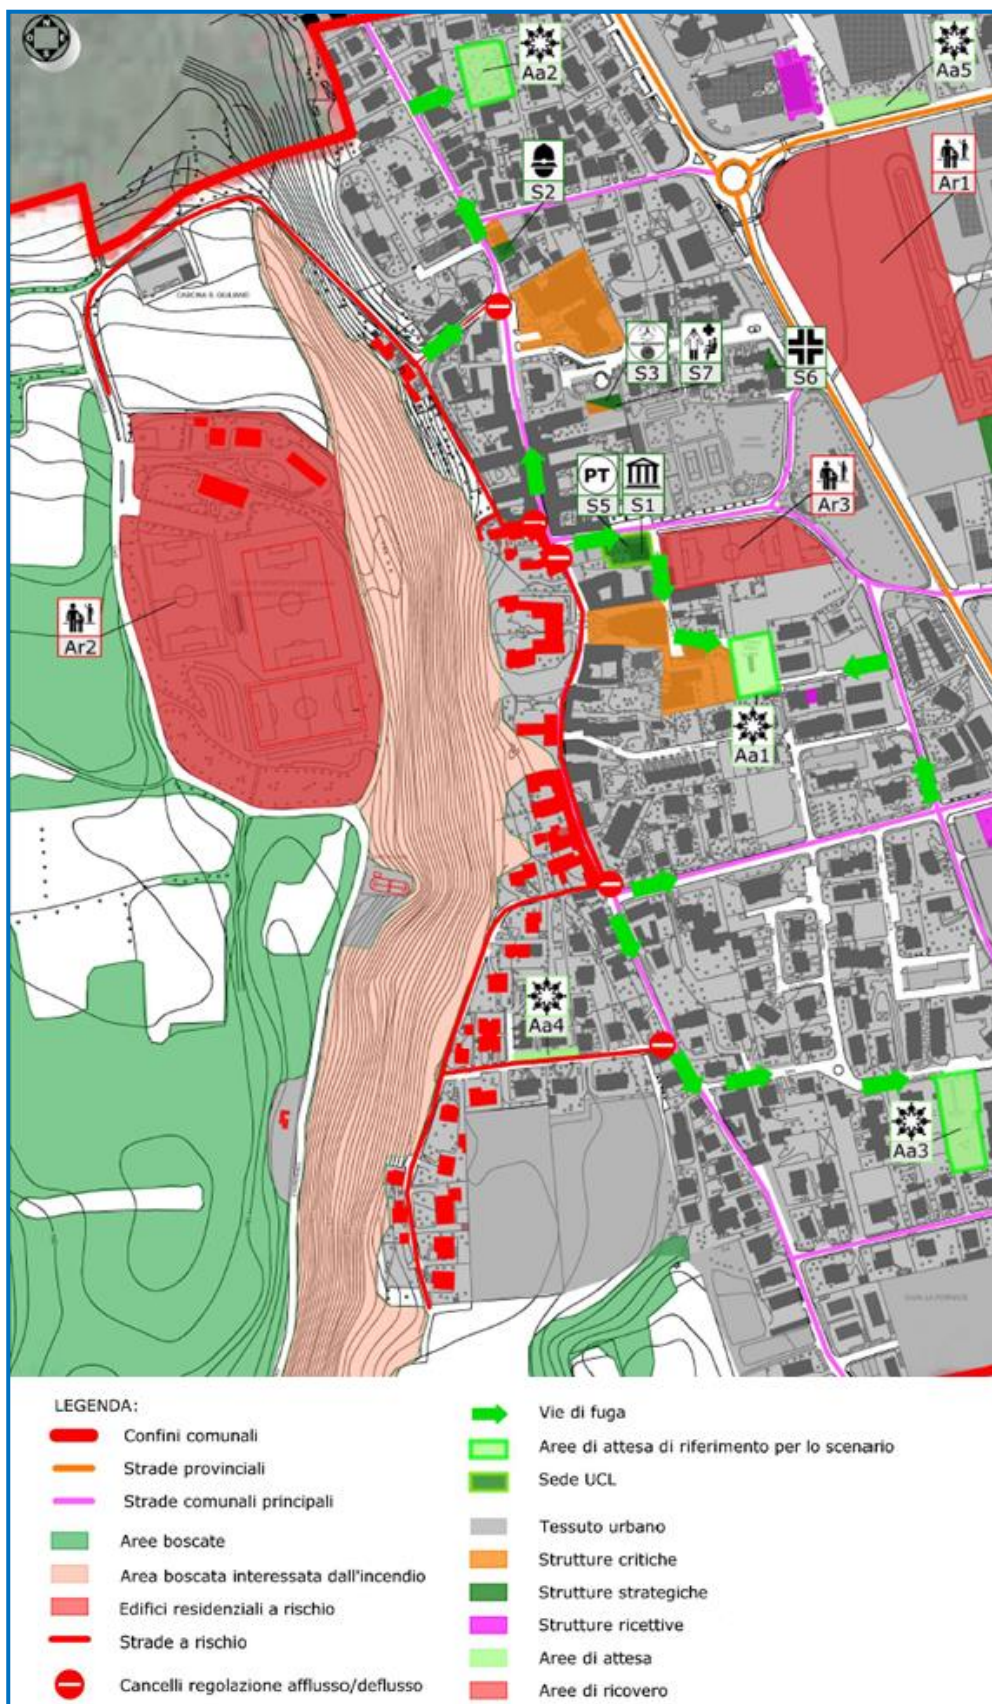 Aa2
Aa5
S2
Ar1
CASCINA S. GIULIANO
S3
S7
S6
PT
S5
S1
Ar3
Ar2
Aa1
Aa4
Aa3
LEGENDA:
Confini comunali
Strade provinciali
Strade comunali principali
Aree boscate
Area boscata interessata dall'incendio
Edifici residenziali a rischio
Strade a rischio
Cancelli regolazione afflusso/deflusso
Vie di fuga
Aree di attesa di riferimento per lo scenario
Sede UCL
Tessuto urbano
Strutture critiche
Strutture strategiche
Strutture ricettive
Aree di attesa
Aree di ricovero